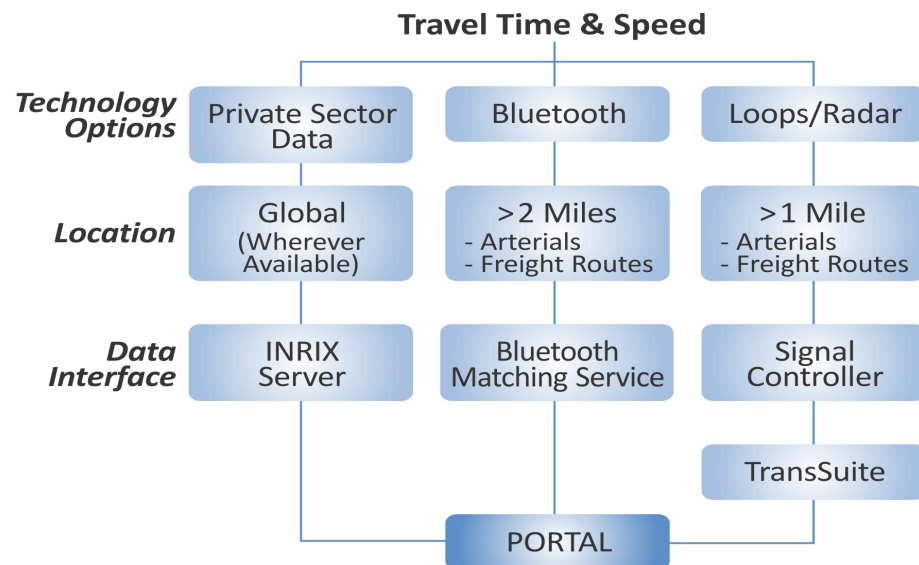 Travel Time & Speed
Technology
Options
Private Sector
Data
Bluetooth
Loops/Radar
Location
Global
(Wherever
Available)
>2 Miles
- Arterials
- Freight Routes
>1 Mile
- Arterials
- Freight Routes
Data
Interface
INRIX
Server
Bluetooth
Matching Service
Signal
Controller
TransSuite
PORTAL